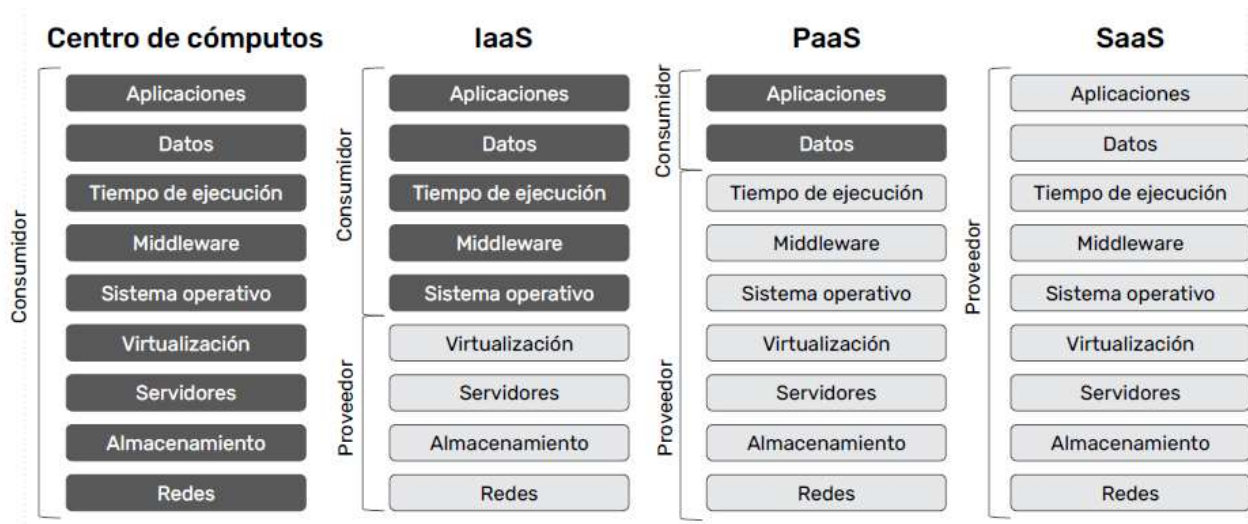 Centro de cómputos
Consumidor
Aplicaciones
Datos
Tiempo de ejecución
Middleware
Sistema operativo
Virtualización
Servidores
Almacenamiento
Redes
IaaS
Consumidor
Aplicaciones
Datos
Tiempo de ejecución
Middleware
Sistema operativo
Proveedor
Virtualización
Servidores
Almacenamiento
Redes
PaaS
Consumidor
Aplicaciones
Datos
Proveedor
Tiempo de ejecución
Middleware
Sistema operativo
Virtualización
Servidores
Almacenamiento
Redes
SaaS
Proveedor
Aplicaciones
Datos
Tiempo de ejecución
Middleware
Sistema operativo
Virtualización
Servidores
Almacenamiento
Redes